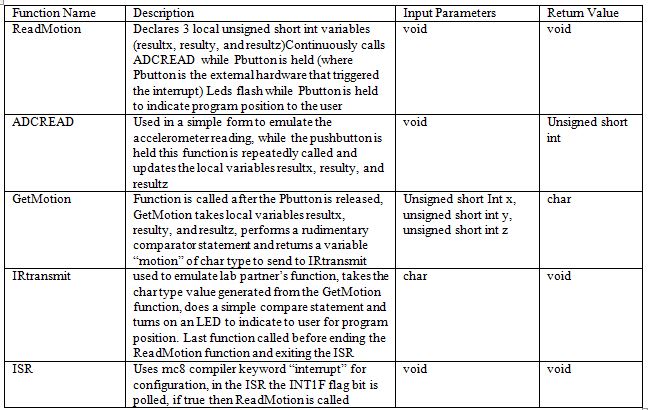 Function Name Description Input Parameters Return Value
ReadMotion Declares 3 local unsigned short int variables void void
(resultx, resulty, and resultz)Continuously calls
ADCREAD while Pbutton is held (where
Pbutton is the external hardware that triggered
the interrupt) Leds flash while Pbutton is held
to indicate program position to the user
ADCREAD Used in a simple form to emulate the void Unsigned short
accelerometer reading, while the pushbutton is int
held this function is repeatedly called and
updates the local variables resultx, resulty, and
resultz
GetMotion Function is called after the Pbutton is released, Unsigned short Int x, char
GetMotion takes local variables resultx, unsigned short int y,
resulty, and resultz, performs a rudimentary unsigned short int z
comparator statement and returns a variable
“motion” of char type to send to IRtransmit
IRtransmit used to emulate lab partner’s function, takes the char void
char type value generated from the GetMotion
function, does a simple compare statement and
turns on an LED to indicate to user for program
position. Last function called before ending the
ReadMotion function and exiting the ISR
ISR Uses mc8 compiler keyword “interrupt” for void void
configuration, in the ISR the INT1F flag bit is
polled, if true then ReadMotion is called